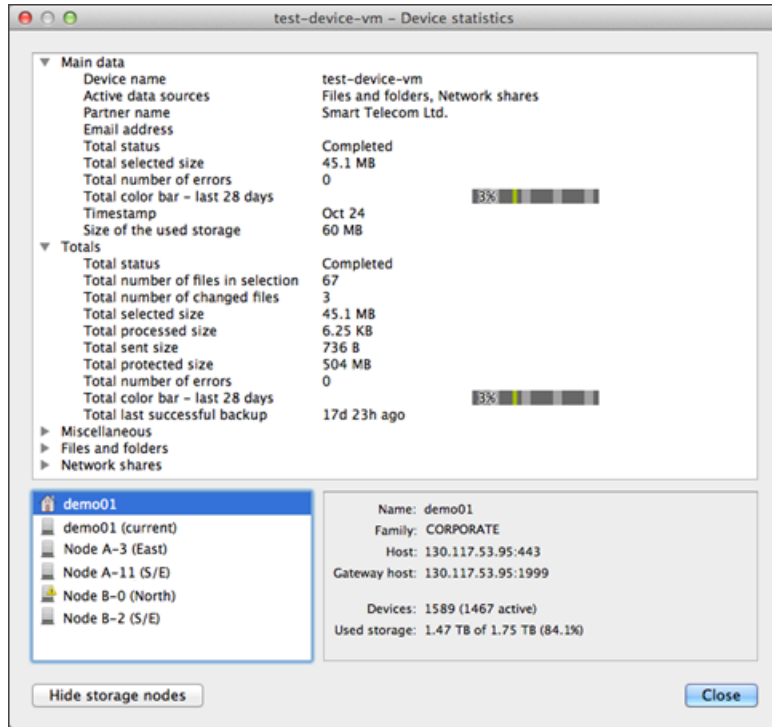 test-device-vm – Device statistics
Main data
Device name test-device-vm
Active data sources Files and folders, Network shares
Partner name Smart Telecom Ltd.
Email address
Total status Completed
Total selected size 45.1 MB
Total number of errors 0
Total color bar – last 28 days 3%
Timestamp Oct 24
Size of the used storage 60 MB
Totals
Total status Completed
Total number of files in selection 67
Total number of changed files 3
Total selected size 45.1 MB
Total processed size 6.25 KB
Total sent size 736 B
Total protected size 504 MB
Total number of errors 0
Total color bar – last 28 days 3%
Total last successful backup 17d 23h ago
Miscellaneous
Files and folders
Network shares
demo01
demo01 (current)
Node A-3 (East)
Node A-11 (S/E)
Node B-0 (North)
Node B-2 (S/E)
Name: demo01
Family: CORPORATE
Host: 130.117.53.95:443
Gateway host: 130.117.53.95:1999
Devices: 1589 (1467 active)
Used storage: 1.47 TB of 1.75 TB (84.1%)
Hide storage nodes
Close